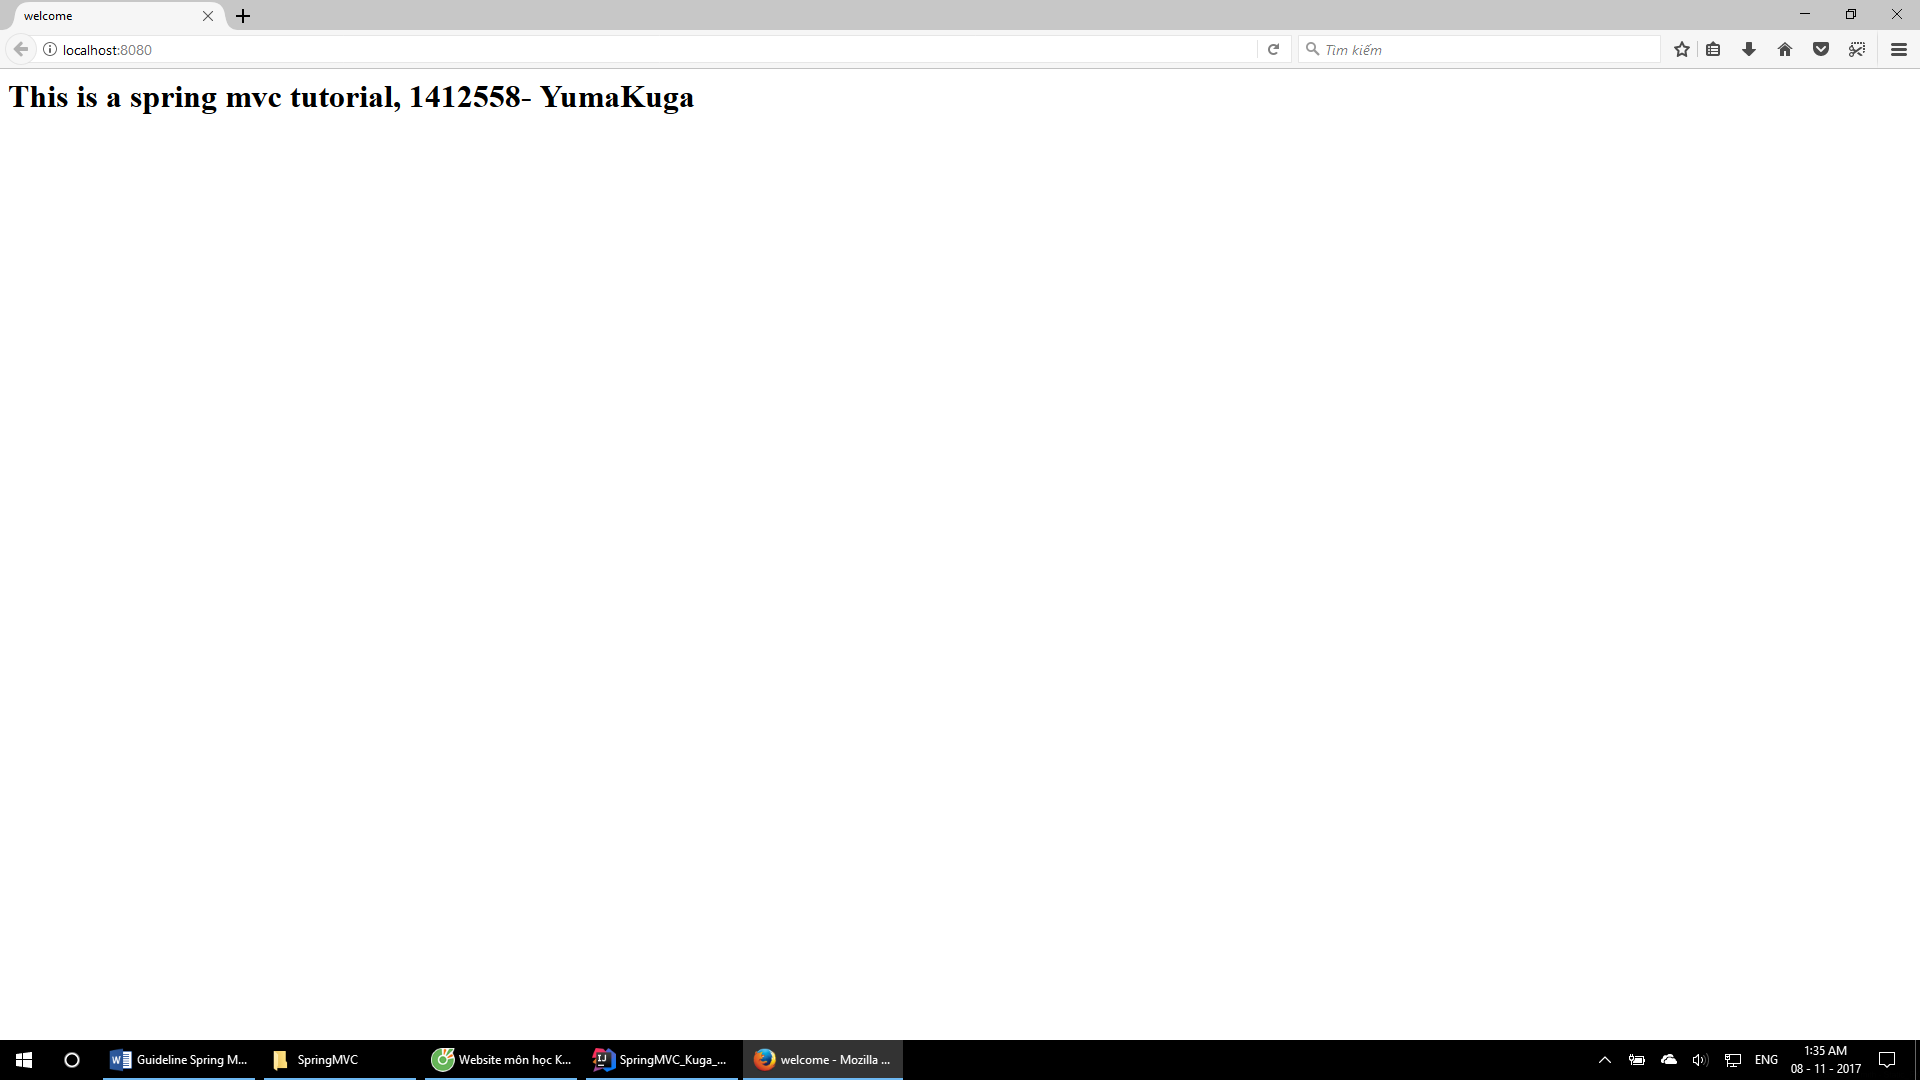 welcome
localhost:8080
Tìm kiếm
This is a spring mvc tutorial, 1412558- YumaKuga
Guideline Spring M...
SpringMVC
Website môn học K...
SpringMVC_Kuga_...
welcome - Mozilla ...
ENG
1:35 AM
08 - 11 - 2017